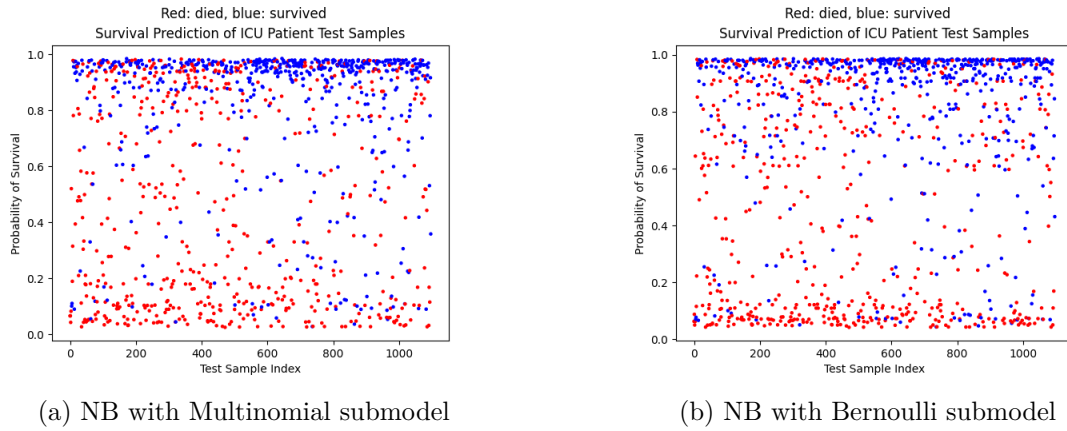 Red: died, blue: survived
Survival Prediction of ICU Patient Test Samples
1.0
0.8
0.6
0.4
0.2
0.0
Probability of Survival
0 200 400 600 800 1000
Test Sample Index
(a) NB with Multinomial submodel
Red: died, blue: survived
Survival Prediction of ICU Patient Test Samples
1.0
0.8
0.6
0.4
0.2
0.0
Probability of Survival
0 200 400 600 800 1000
Test Sample Index
(b) NB with Bernoulli submodel